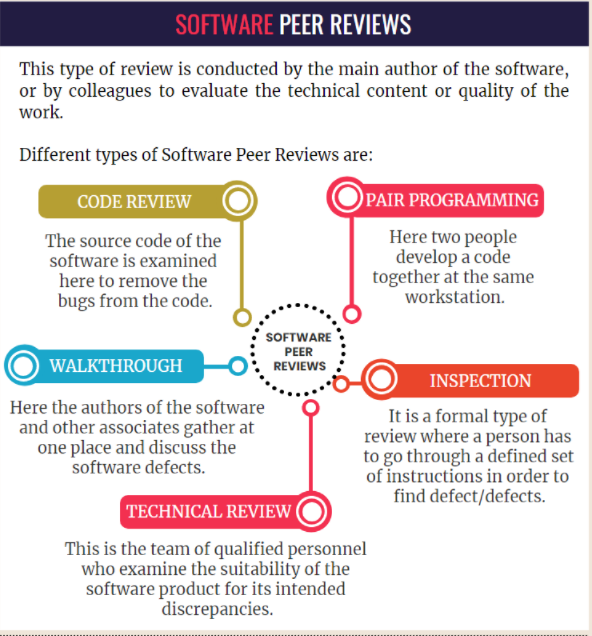 SOFTWARE PEER REVIEWS
This type of review is conducted by the main author of the software,
or by colleagues to evaluate the technical content or quality of the
work.
Different types of Software Peer Reviews are:
CODE REVIEW
The source code of the
software is examined
here to remove the
bugs from the code.
PAIR PROGRAMMING
Here two people
develop a code
together at the same
workstation.
SOFTWARE
PEER
REVIEWS
WALKTHROUGH
Here the authors of the software
and other associates gather at
one place and discuss the
software defects.
INSPECTION
It is a formal type of
review where a person has
to go through a defined set
of instructions in order to
find defect/defects.
TECHNICAL REVIEW
This is the team of qualified personnel
who examine the suitability of the
software product for its intended
discrepancies.